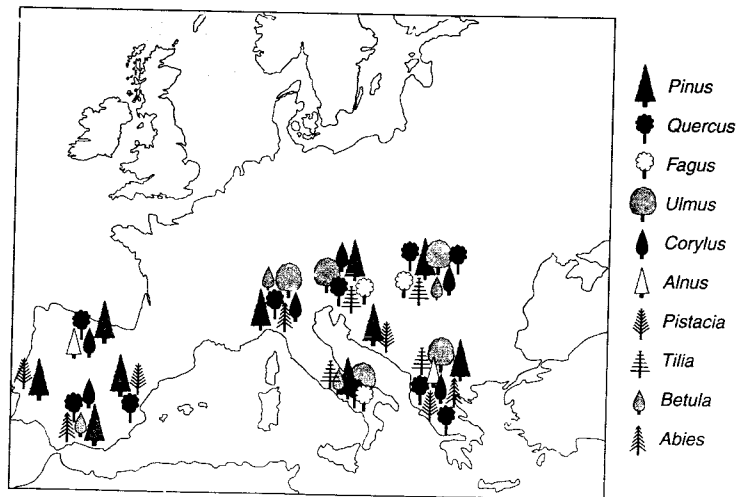 Pinus
Quercus
Fagus
Ulmus
Corylus
Alnus
Pistacia
Tilia
Betula
Abies